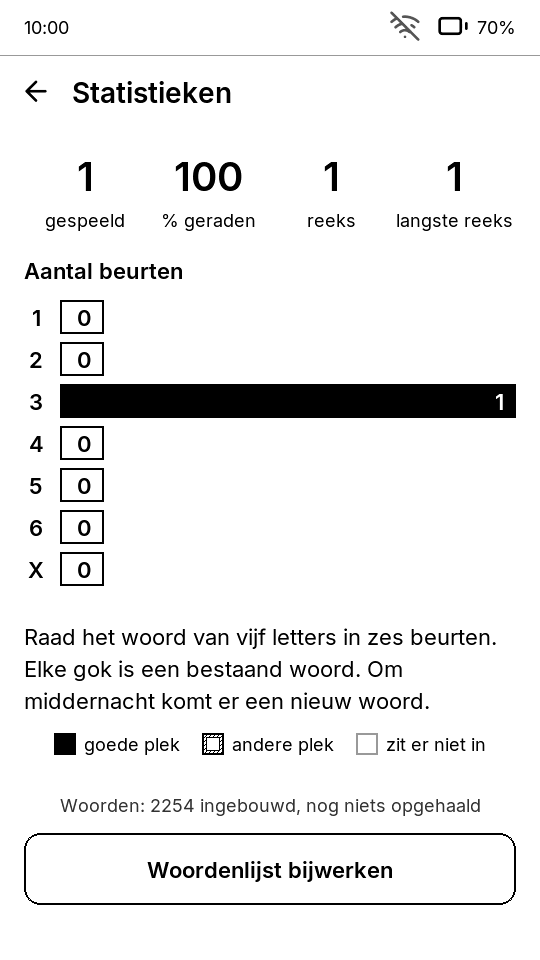 10:00 70%
Statistieken
1 100 1 1
gespeeld % geraden reeks langste reeks
Aantal beurten
1 0
2 0
3 1
4 0
5 0
6 0
X 0
Raad het woord van vijf letters in zes beurten.
Elke gok is een bestaand woord. Om
middernacht komt er een nieuw woord.
goede plek andere plek zit er niet in
Woorden: 2254 ingebouwd, nog niets opgehaald
Woordenlijst bijwerken